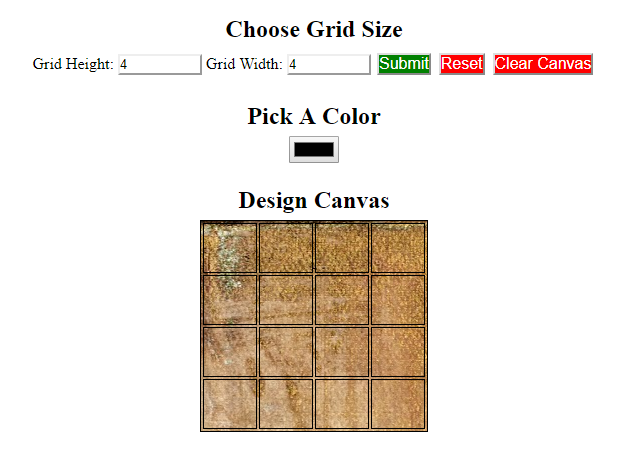 Choose Grid Size
Grid Height: 4 Grid Width: 4 Submit Reset Clear Canvas
Pick A Color
Design Canvas